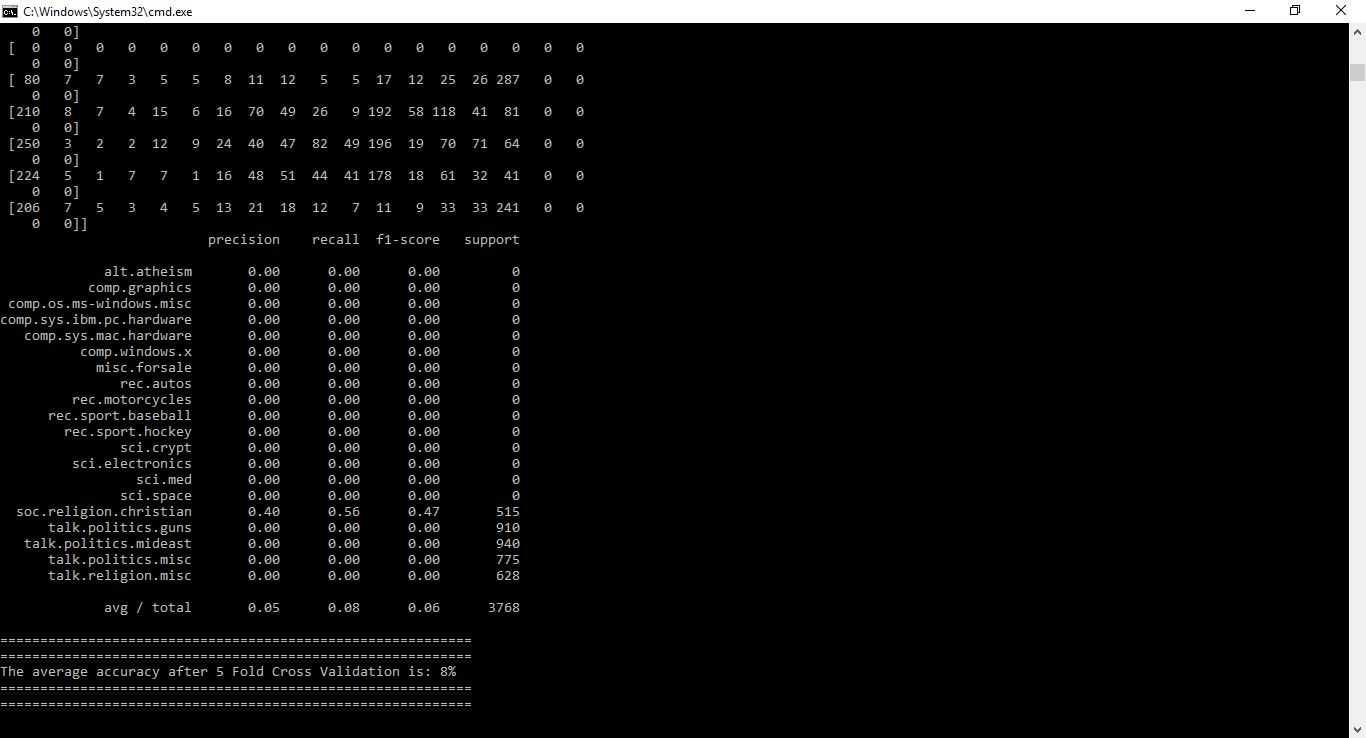 C:\Windows\System32\cmd.exe
0 0]
[ 0 0 0 0 0 0 0 0 0 0 0 0 0 0 0 0 0 0
0 0]
[ 80 7 7 3 5 5 8 11 12 5 5 17 12 25 26 287 0 0
0 0]
[210 8 7 4 15 6 16 70 49 26 9 192 58 118 41 81 0 0
0 0]
[250 3 2 2 12 9 24 40 47 82 49 196 19 70 71 64 0 0
0 0]
[224 5 1 7 7 1 16 48 51 44 41 178 18 61 32 41 0 0
0 0]
[206 7 5 3 4 5 13 21 18 12 7 11 9 33 33 241 0 0
0 0]]
precision recall f1-score support
alt.atheism 0.00 0.00 0.00 0
comp.graphics 0.00 0.00 0.00 0
comp.os.ms-windows.misc 0.00 0.00 0.00 0
comp.sys.ibm.pc.hardware 0.00 0.00 0.00 0
comp.sys.mac.hardware 0.00 0.00 0.00 0
comp.windows.x 0.00 0.00 0.00 0
misc.forsale 0.00 0.00 0.00 0
rec.autos 0.00 0.00 0.00 0
rec.motorcycles 0.00 0.00 0.00 0
rec.sport.baseball 0.00 0.00 0.00 0
rec.sport.hockey 0.00 0.00 0.00 0
sci.crypt 0.00 0.00 0.00 0
sci.electronics 0.00 0.00 0.00 0
sci.med 0.00 0.00 0.00 0
sci.space 0.00 0.00 0.00 0
soc.religion.christian 0.40 0.56 0.47 515
talk.politics.guns 0.00 0.00 0.00 910
talk.politics.mideast 0.00 0.00 0.00 940
talk.politics.misc 0.00 0.00 0.00 775
talk.religion.misc 0.00 0.00 0.00 628
avg / total 0.05 0.08 0.06 3768
===========================================================
===========================================================
The average accuracy after 5 Fold Cross Validation is: 8%
===========================================================
===========================================================